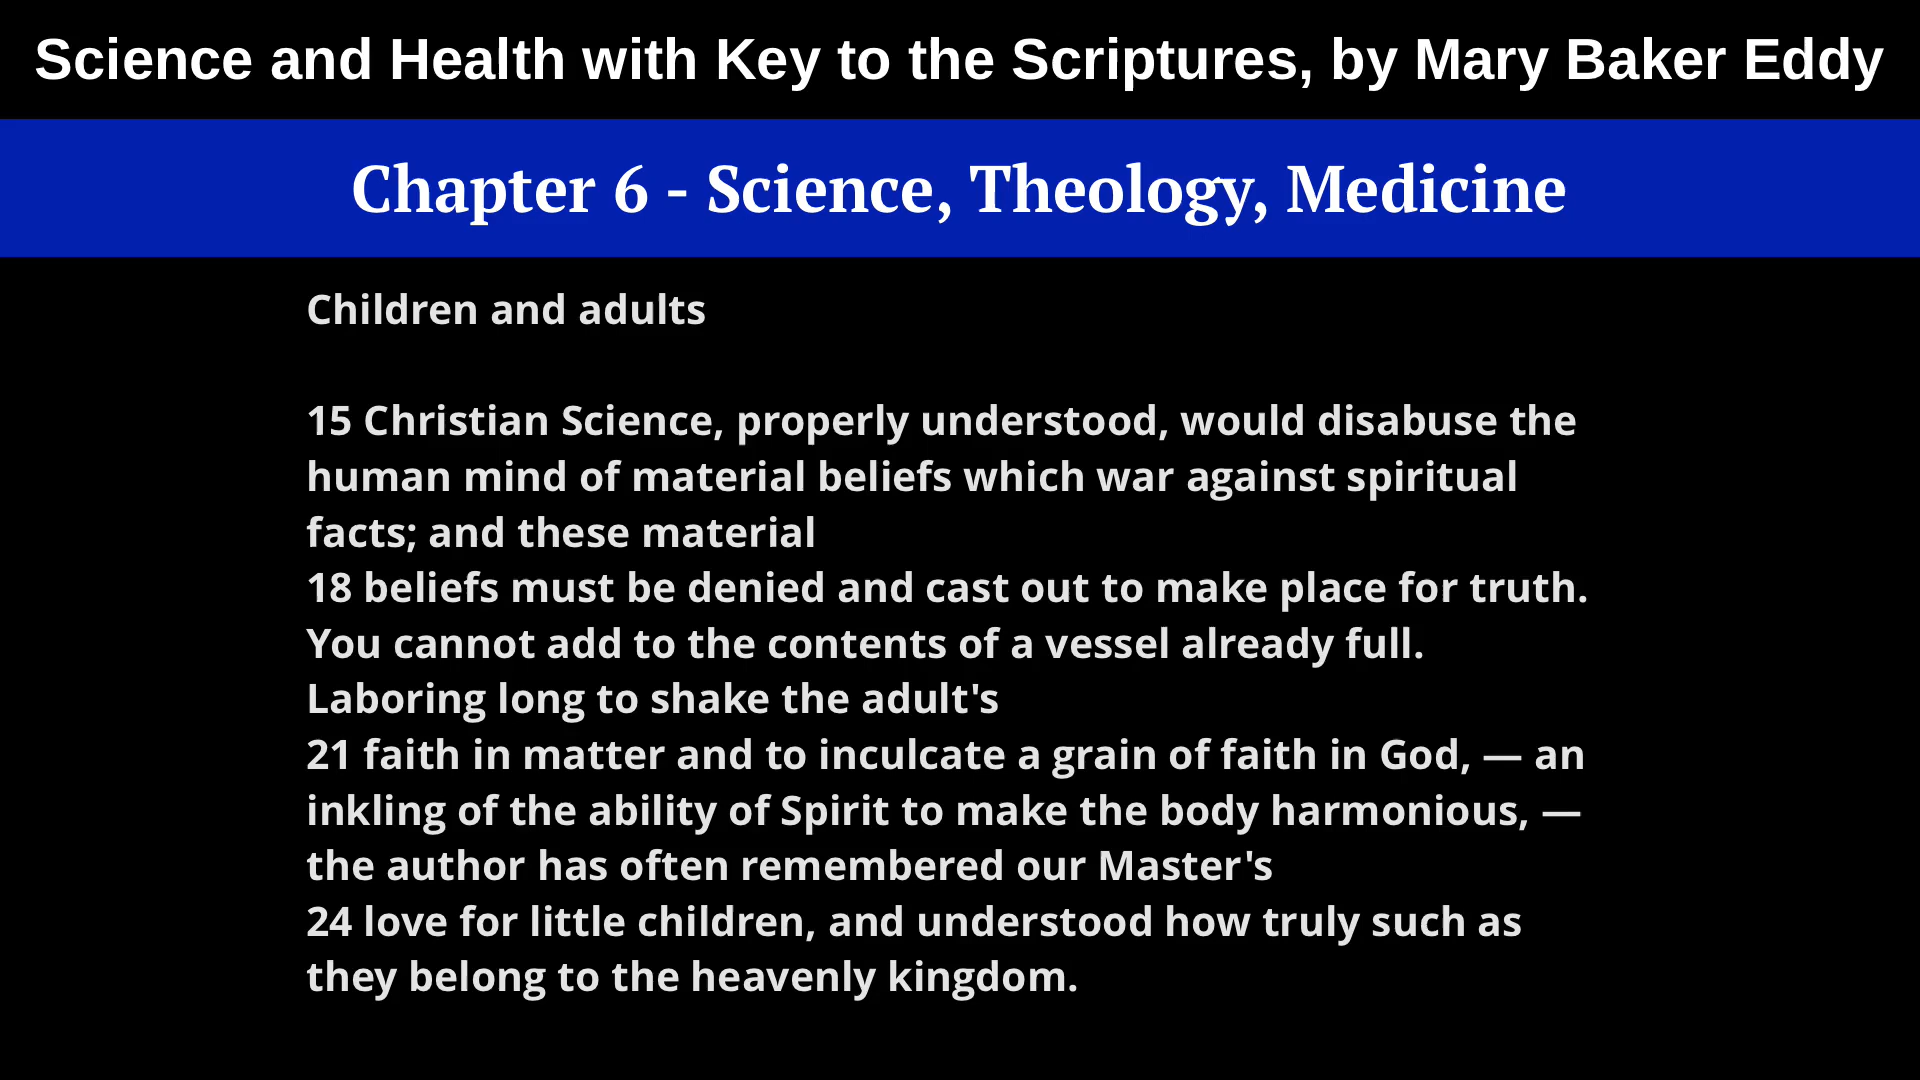 Science and Health with Key to the Scriptures, by Mary Baker Eddy
Chapter 6 - Science, Theology, Medicine
Children and adults
15 Christian Science, properly understood, would disabuse the
human mind of material beliefs which war against spiritual
facts; and these material
18 beliefs must be denied and cast out to make place for truth.
You cannot add to the contents of a vessel already full.
Laboring long to shake the adult's
21 faith in matter and to inculcate a grain of faith in God, — an
inkling of the ability of Spirit to make the body harmonious, —
the author has often remembered our Master's
24 love for little children, and understood how truly such as
they belong to the heavenly kingdom.